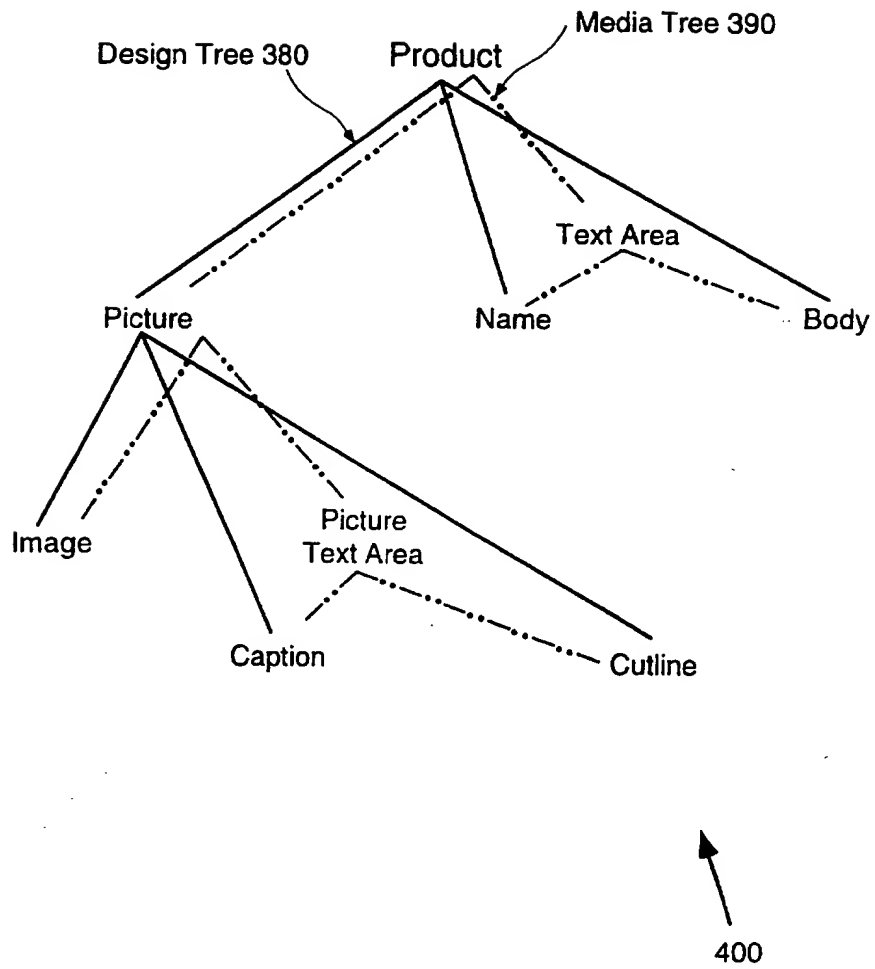 Media Tree 390
Design Tree 380
Product
Text Area
Picture
Name
Body
Image
Picture
Text Area
Caption
Cutline
400